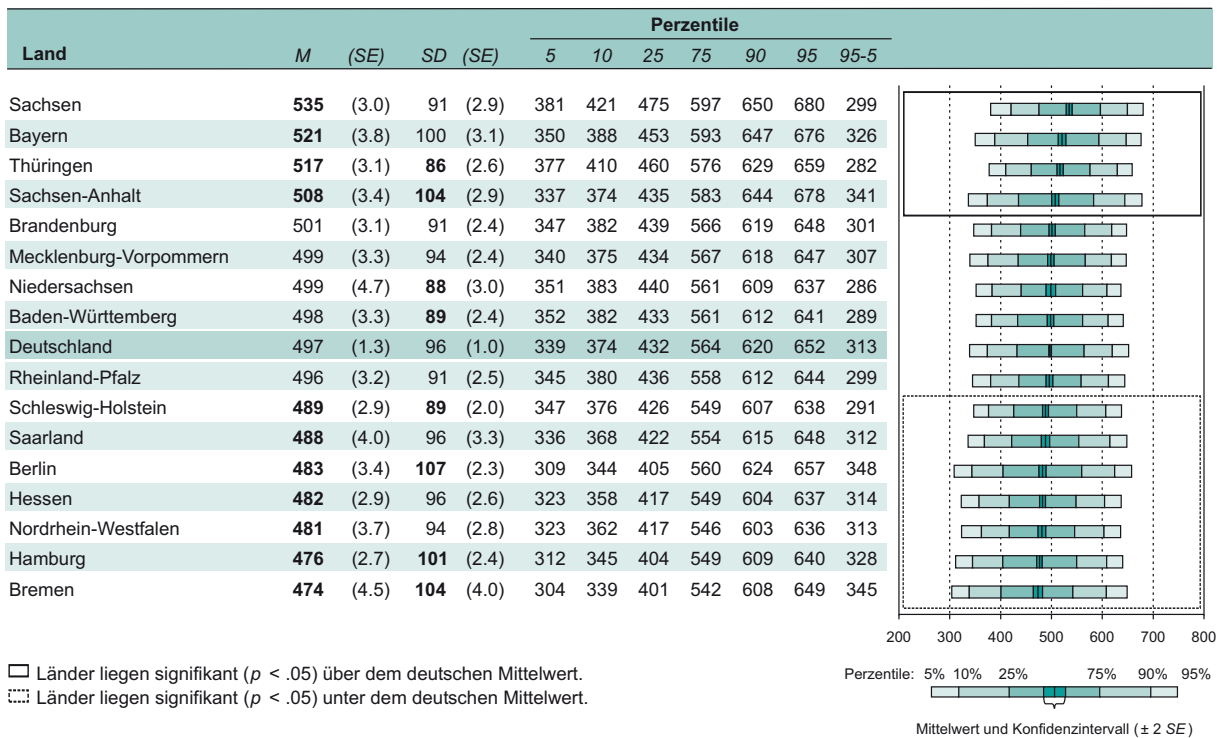 Perzentile
Land M (SE) SD (SE) 5 10 25 75 90 95 95-5
Sachsen 535 (3.0) 91 (2.9) 381 421 475 597 650 680 299
Bayern 521 (3.8) 100 (3.1) 350 388 453 593 647 676 326
Thüringen 517 (3.1) 86 (2.6) 377 410 460 576 629 659 282
Sachsen-Anhalt 508 (3.4) 104 (2.9) 337 374 435 583 644 678 341
Brandenburg 501 (3.1) 91 (2.4) 347 382 439 566 619 648 301
Mecklenburg-Vorpommern 499 (3.3) 94 (2.4) 340 375 434 567 618 647 307
Niedersachsen 499 (4.7) 88 (3.0) 351 383 440 561 609 637 286
Baden-Württemberg 498 (3.3) 89 (2.4) 352 382 433 561 612 641 289
Deutschland 497 (1.3) 96 (1.0) 339 374 432 564 620 652 313
Rheinland-Pfalz 496 (3.2) 91 (2.5) 345 380 436 558 612 644 299
Schleswig-Holstein 489 (2.9) 89 (2.0) 347 376 426 549 607 638 291
Saarland 488 (4.0) 96 (3.3) 336 368 422 554 615 648 312
Berlin 483 (3.4) 107 (2.3) 309 344 405 560 624 657 348
Hessen 482 (2.9) 96 (2.6) 323 358 417 549 604 637 314
Nordrhein-Westfalen 481 (3.7) 94 (2.8) 323 362 417 546 603 636 313
Hamburg 476 (2.7) 101 (2.4) 312 345 404 549 609 640 328
Bremen 474 (4.5) 104 (4.0) 304 339 401 542 608 649 345
200 300 400 500 600 700 800
Länder liegen signifikant (p < .05) über dem deutschen Mittelwert.
Länder liegen signifikant (p < .05) unter dem deutschen Mittelwert.
Perzentile: 5% 10% 25% 75% 90% 95%
Mittelwert und Konfidenzintervall (± 2 SE)